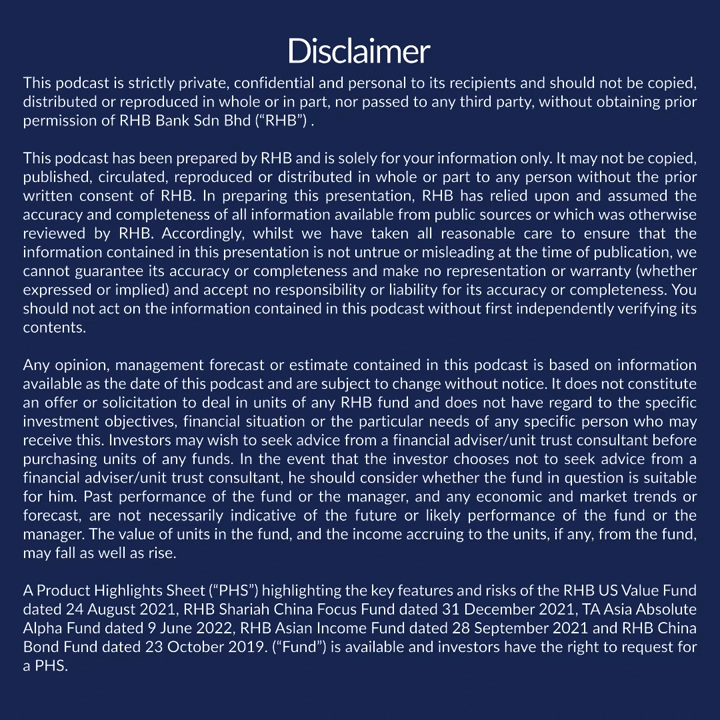 Disclaimer
This podcast is strictly private, confidential and personal to its recipients and should not be copied,
distributed or reproduced in whole or in part, nor passed to any third party, without obtaining prior
permission of RHB Bank Sdn Bhd (“RHB”) .
This podcast has been prepared by RHB and is solely for your information only. It may not be copied,
published, circulated, reproduced or distributed in whole or part to any person without the prior
written consent of RHB. In preparing this presentation, RHB has relied upon and assumed the
accuracy and completeness of all information available from public sources or which was otherwise
reviewed by RHB. Accordingly, whilst we have taken all reasonable care to ensure that the
information contained in this presentation is not untrue or misleading at the time of publication, we
cannot guarantee its accuracy or completeness and make no representation or warranty (whether
expressed or implied) and accept no responsibility or liability for its accuracy or completeness. You
should not act on the information contained in this podcast without first independently verifying its
contents.
Any opinion, management forecast or estimate contained in this podcast is based on information
available as the date of this podcast and are subject to change without notice. It does not constitute
an offer or solicitation to deal in units of any RHB fund and does not have regard to the specific
investment objectives, financial situation or the particular needs of any specific person who may
receive this. Investors may wish to seek advice from a financial adviser/unit trust consultant before
purchasing units of any funds. In the event that the investor chooses not to seek advice from a
financial adviser/unit trust consultant, he should consider whether the fund in question is suitable
for him. Past performance of the fund or the manager, and any economic and market trends or
forecast, are not necessarily indicative of the future or likely performance of the fund or the
manager. The value of units in the fund, and the income accruing to the units, if any, from the fund,
may fall as well as rise.
A Product Highlights Sheet (“PHS”) highlighting the key features and risks of the RHB US Value Fund
dated 24 August 2021, RHB Shariah China Focus Fund dated 31 December 2021, TA Asia Absolute
Alpha Fund dated 9 June 2022, RHB Asian Income Fund dated 28 September 2021 and RHB China
Bond Fund dated 23 October 2019. (“Fund”) is available and investors have the right to request for
a PHS.